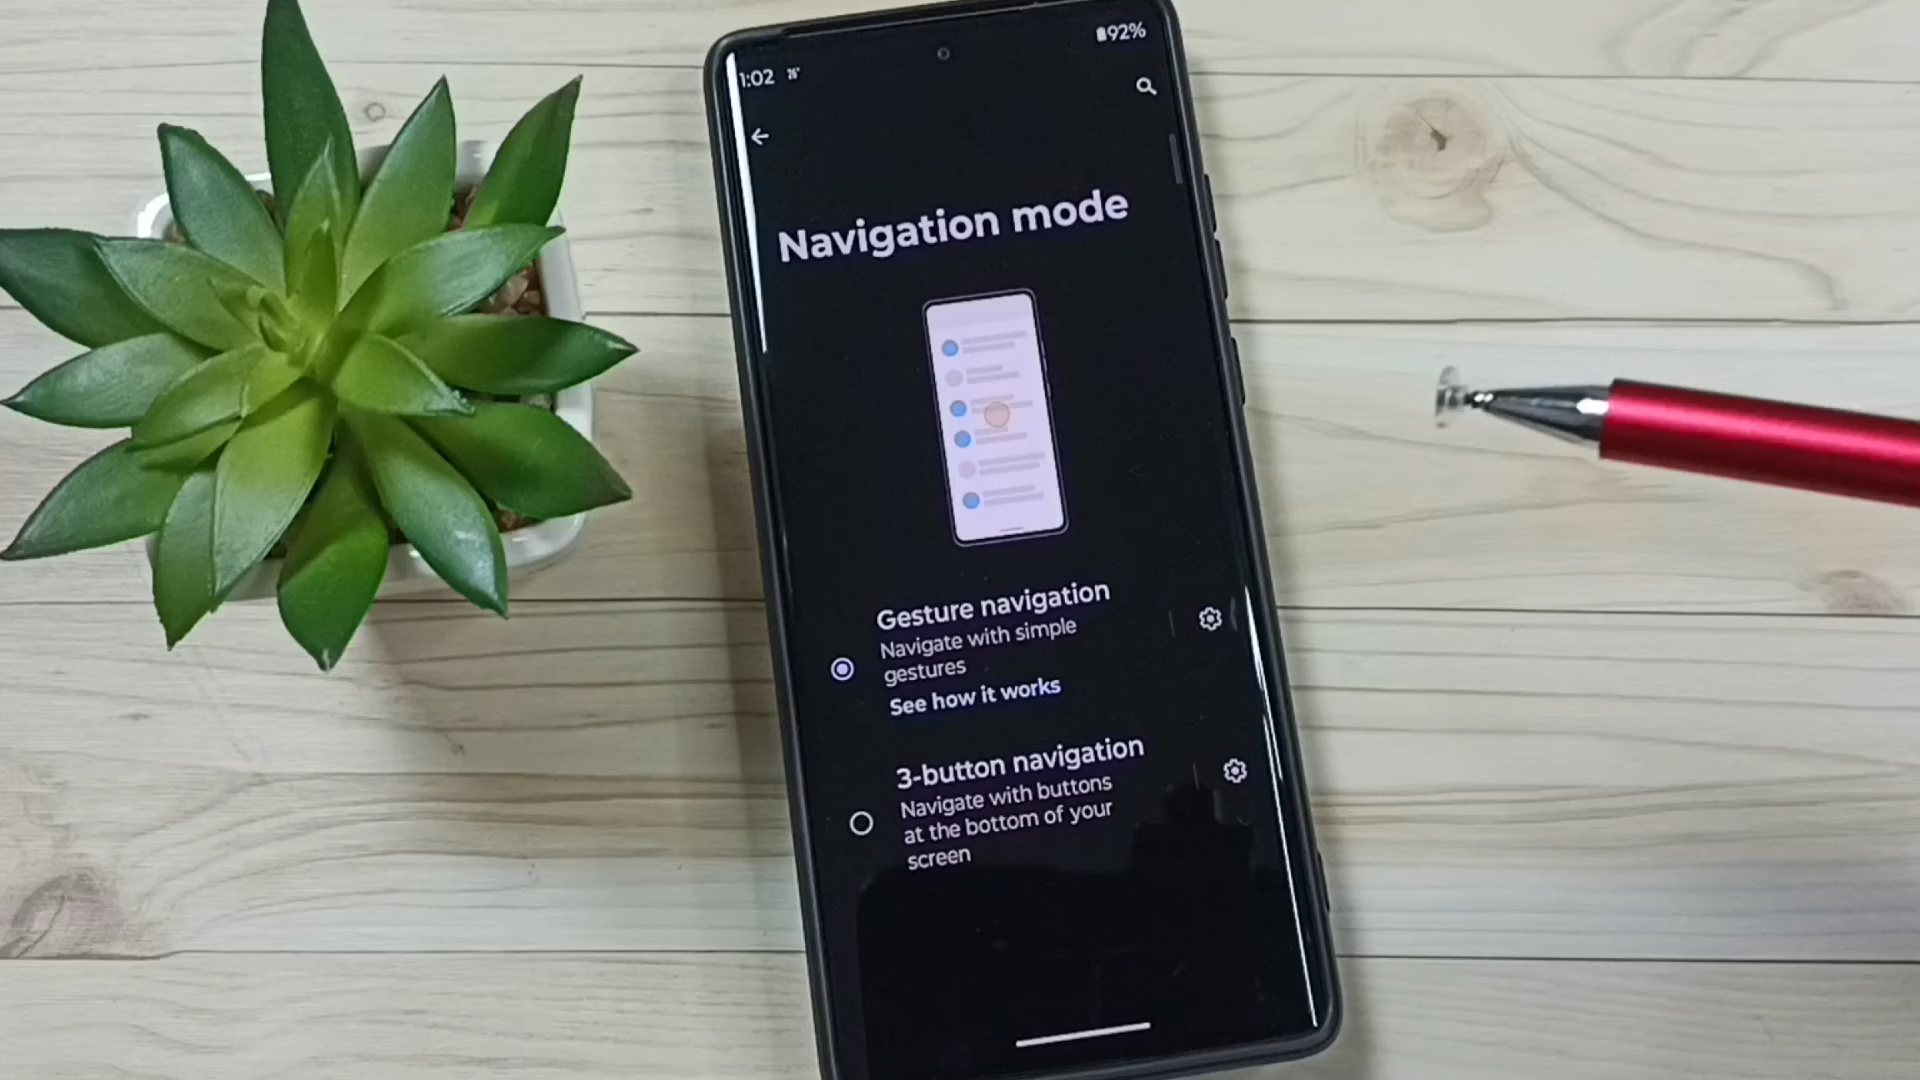 1:02
92%
Navigation mode
Gesture navigation
Navigate with simple
gestures
See how it works
3-button navigation
Navigate with buttons
at the bottom of your
screen